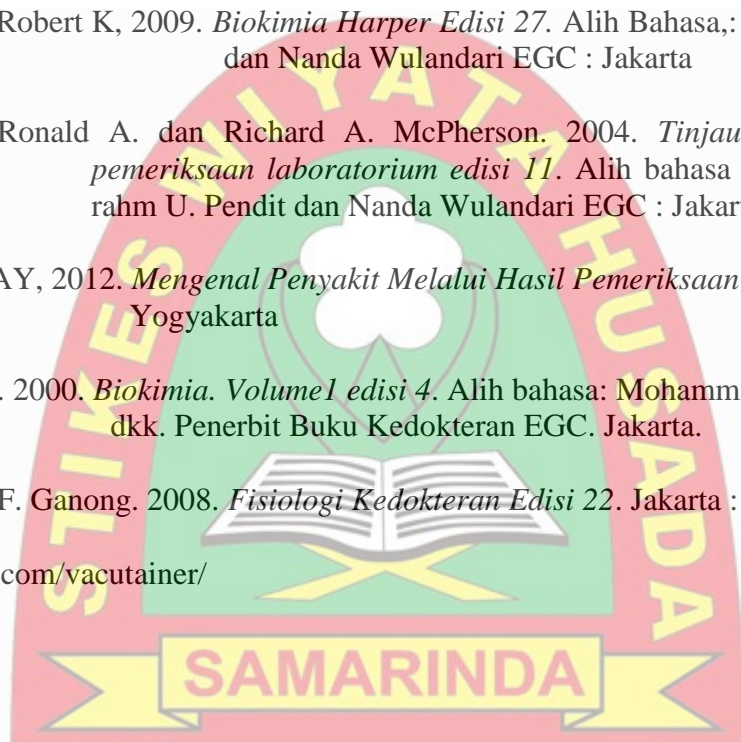 Robert K, 2009. Biokimia Harper Edisi 27. Alih Bahasa,:
dan Nanda Wulandari EGC : Jakarta
Ronald A. dan Richard A. McPherson. 2004. Tinjau
pemeriksaan laboratorium edisi 11. Alih bahasa
rahm U. Pendit dan Nanda Wulandari EGC : Jakar
AY, 2012. Mengenal Penyakit Melalui Hasil Pemeriksaan
Yogyakarta
. 2000. Biokimia. Volume1 edisi 4. Alih bahasa: Mohamm
dkk. Penerbit Buku Kedokteran EGC. Jakarta.
F. Ganong. 2008. Fisiologi Kedokteran Edisi 22. Jakarta :
com/vacutainer/
STIKES WIYATA HUSADA
SAMARINDA